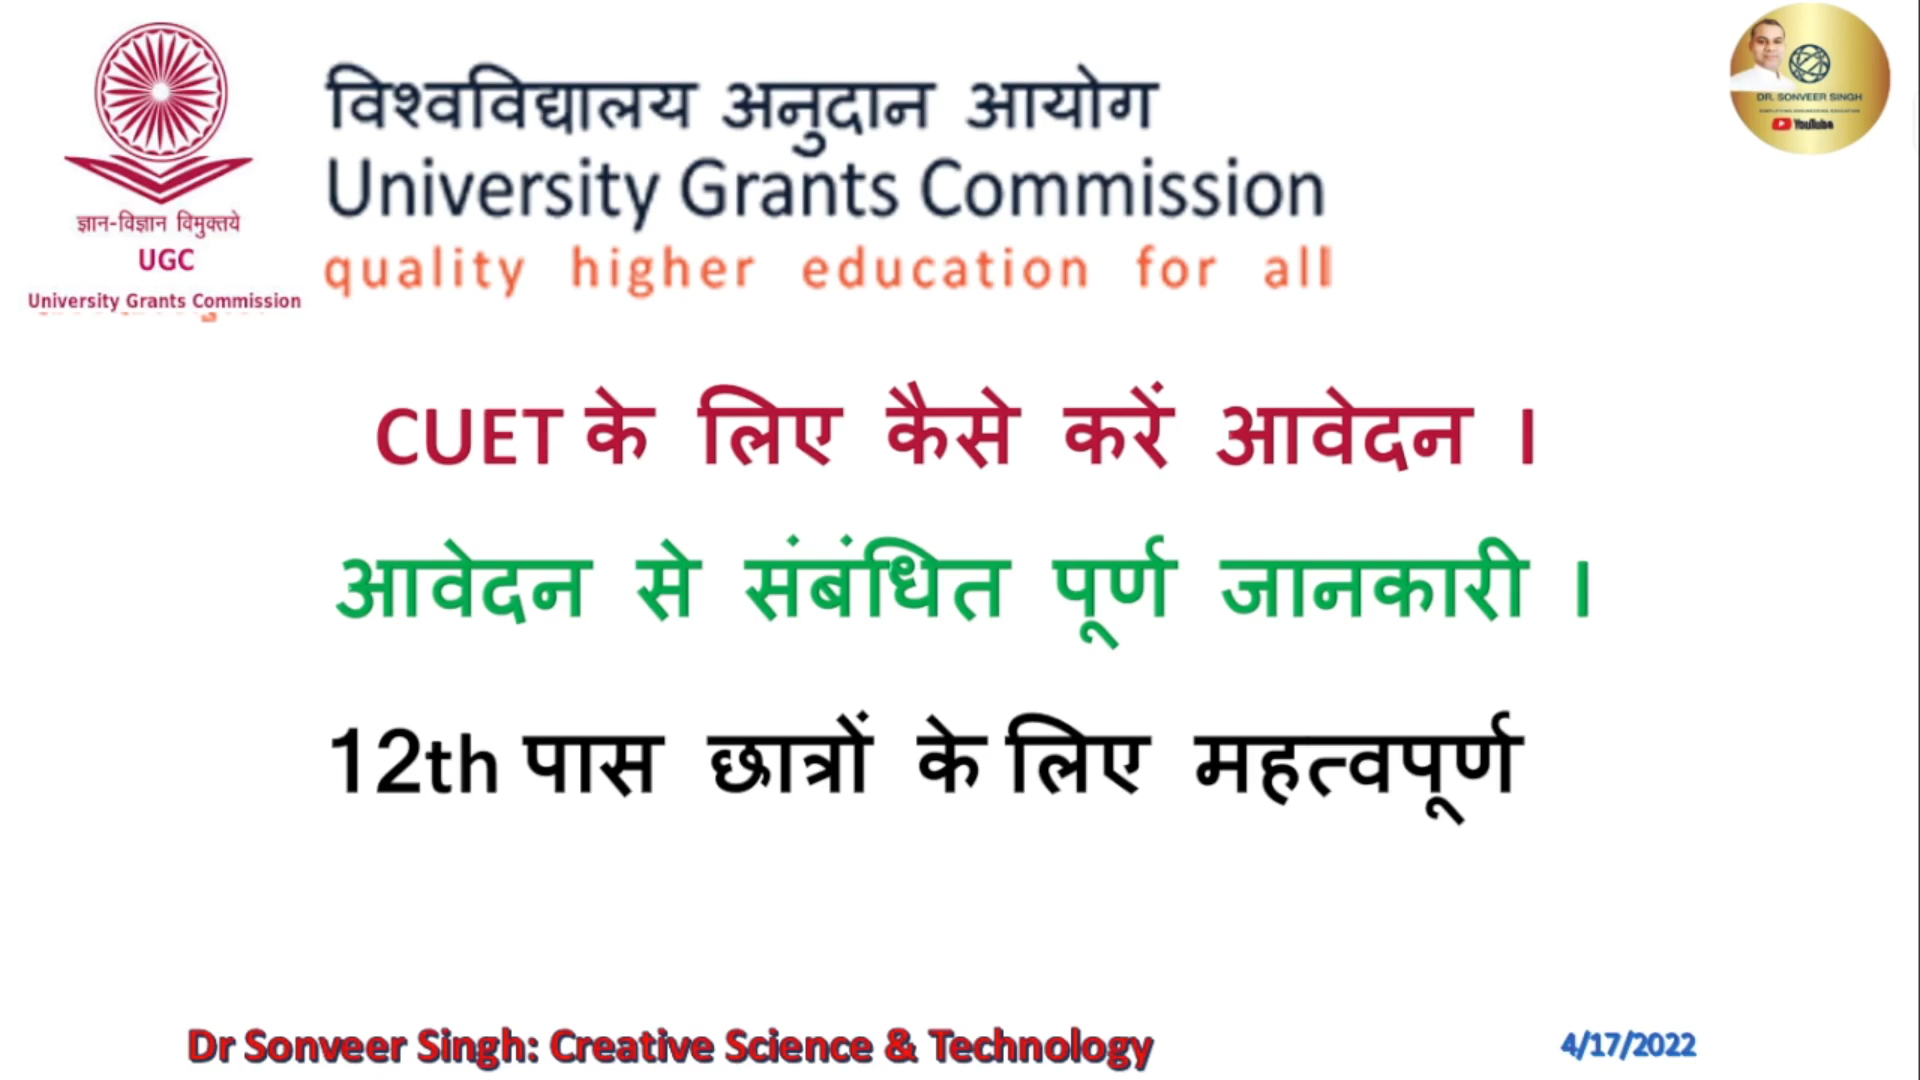 विश्वविद्यालय अनुदान आयोग
University Grants Commission
quality higher education for all
ज्ञान-विज्ञान विमुक्तये
UGC
University Grants Commission
DR. SONVEER SINGH
YouTube
CUET के लिए कैसे करें आवेदन ।
आवेदन से संबंधित पूर्ण जानकारी ।
12th पास छात्रों के लिए महत्वपूर्ण
Dr Sonveer Singh: Creative Science & Technology
4/17/2022